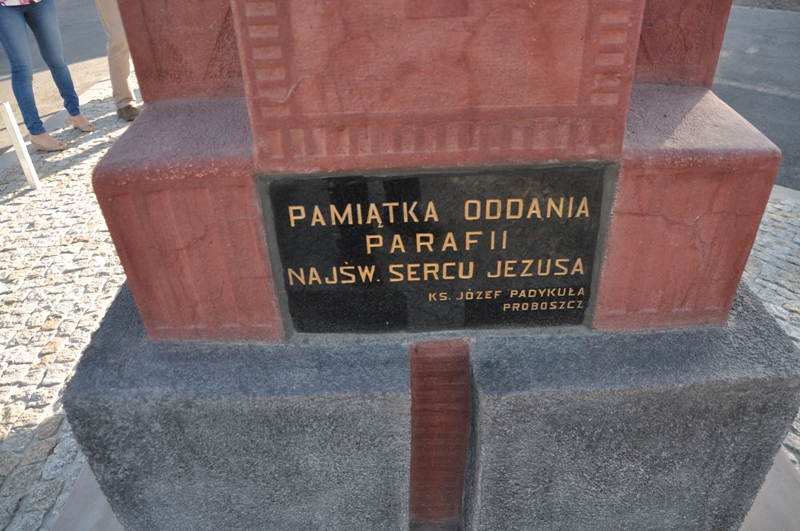 PAMIĄTKA ODDANIA
PARAFII
NAJŚW. SERCU JEZUSA
KS. JÓZEF PADYKUŁA
PROBOSZCZ